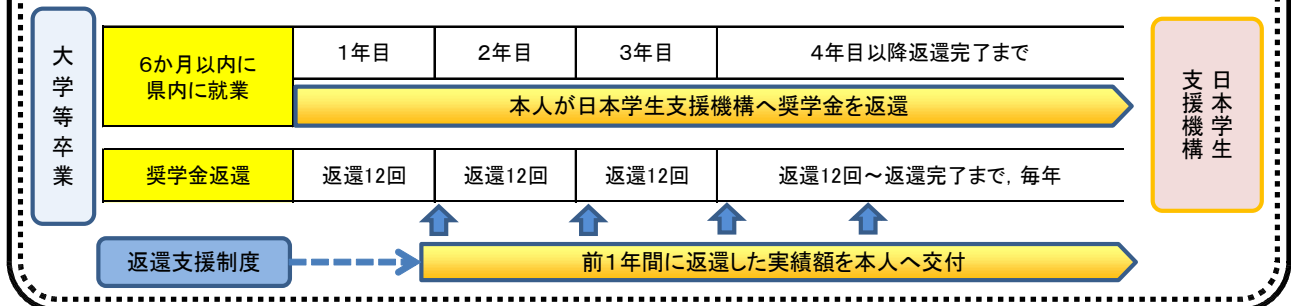 大学等卒業
6か月以内に
県内に就業
1年目
2年目
3年目
4年目以降返還完了まで
本人が日本学生支援機構へ奨学金を返還
奨学金返還
返還12回
返還12回
返還12回
返還12回～返還完了まで，毎年
返還支援制度
前1年間に返還した実績額を本人へ交付
日本学生
支援機構